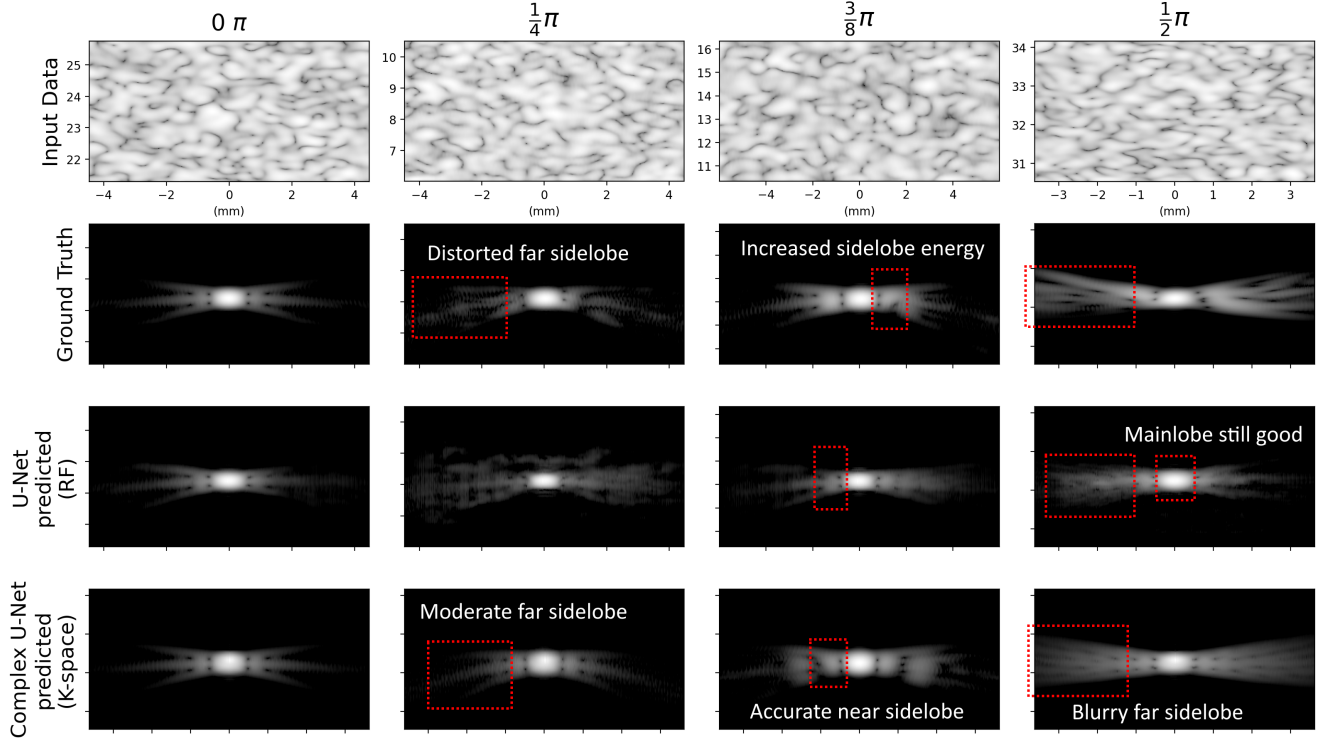 0 π
1/4 π
3/8 π
1/2 π
Input Data
25
24
23
22
−4
−2
0
2
4
(mm)
10
9
8
7
−4
−2
0
2
4
(mm)
16
15
14
13
12
11
−4
−2
0
2
4
(mm)
34
33
32
31
−3
−2
−1
0
1
2
3
(mm)
Ground Truth
Distorted far sidelobe
Increased sidelobe energy
U-Net
predicted
(RF)
Mainlobe still good
Complex U-Net
predicted
(K-space)
Moderate far sidelobe
Accurate near sidelobe
Blurry far sidelobe